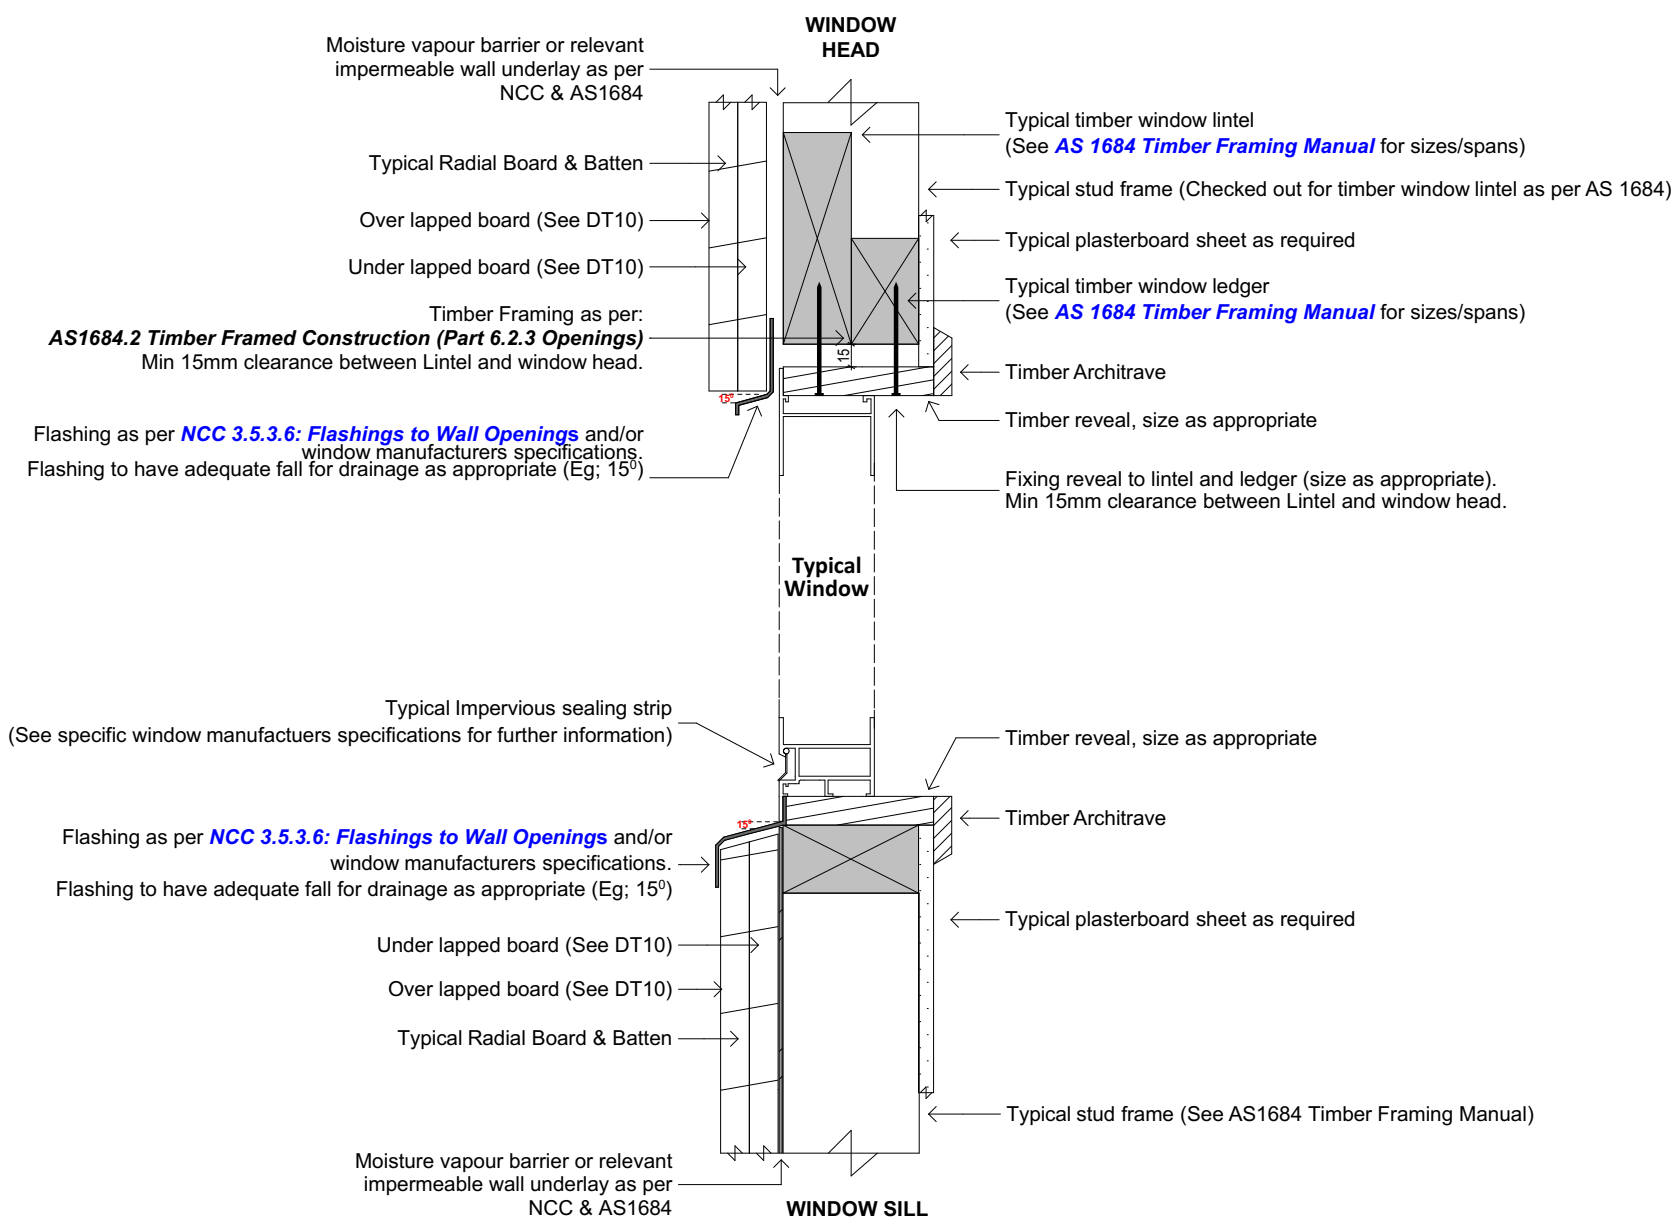 WINDOW
HEAD
Moisture vapour barrier or relevant
impermeable wall underlay as per
NCC & AS1684
Typical Radial Board & Batten
Over lapped board (See DT10)
Under lapped board (See DT10)
Timber Framing as per:
AS1684.2 Timber Framed Construction (Part 6.2.3 Openings)
Min 15mm clearance between Lintel and window head.
15°
Flashing as per NCC 3.5.3.6: Flashings to Wall Openings and/or
window manufacturers specifications.
Flashing to have adequate fall for drainage as appropriate (Eg; 15⁰)
Typical timber window lintel
(See AS 1684 Timber Framing Manual for sizes/spans)
Typical stud frame (Checked out for timber window lintel as per AS 1684)
Typical plasterboard sheet as required
Typical timber window ledger
(See AS 1684 Timber Framing Manual for sizes/spans)
15
Timber Architrave
Timber reveal, size as appropriate
Fixing reveal to lintel and ledger (size as appropriate).
Min 15mm clearance between Lintel and window head.
Typical
Window
Typical Impervious sealing strip
(See specific window manufactuers specifications for further information)
15°
Flashing as per NCC 3.5.3.6: Flashings to Wall Openings and/or
window manufacturers specifications.
Flashing to have adequate fall for drainage as appropriate (Eg; 15⁰)
Under lapped board (See DT10)
Over lapped board (See DT10)
Typical Radial Board & Batten
Moisture vapour barrier or relevant
impermeable wall underlay as per
NCC & AS1684
Timber reveal, size as appropriate
Timber Architrave
Typical plasterboard sheet as required
Typical stud frame (See AS1684 Timber Framing Manual)
WINDOW SILL